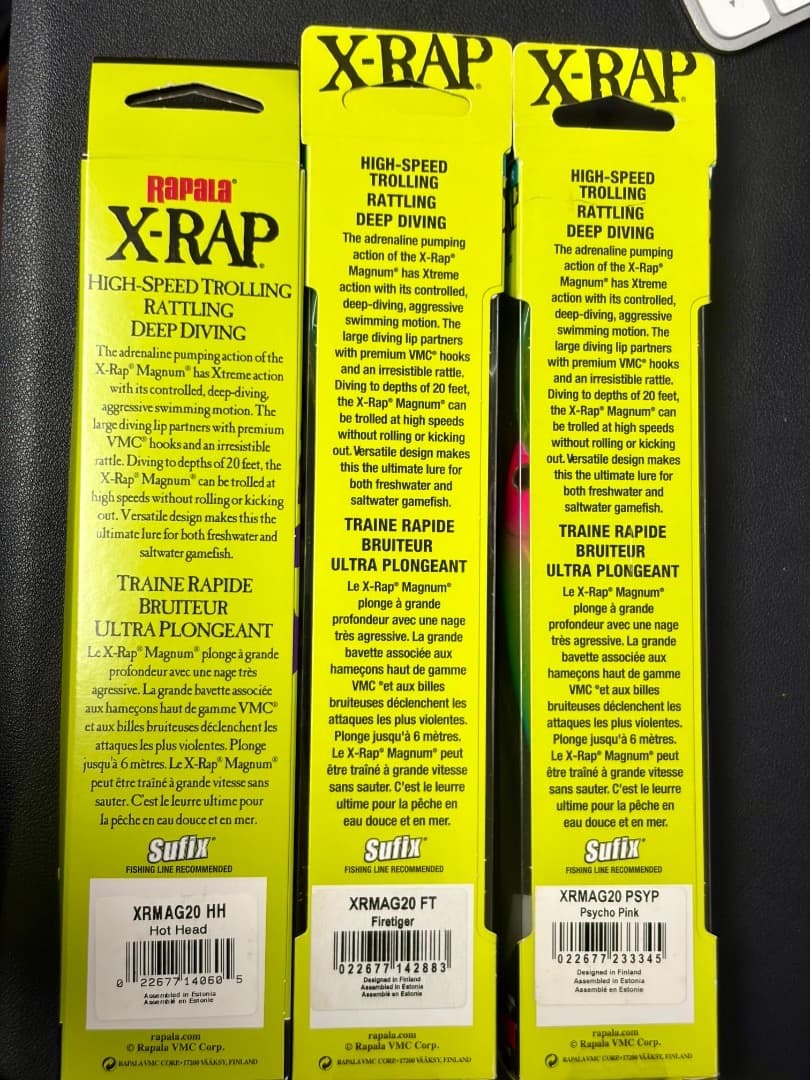 Rapala®
X-RAP®
HIGH-SPEED TROLLING
RATTLING
DEEP DIVING
The adrenaline pumping action of the
X-Rap® Magnum® has Xtreme action
with its controlled, deep-diving,
aggressive swimming motion. The
large diving lip partners with premium
VMC® hooks and an irresistible
rattle. Diving to depths of 20 feet, the
X-Rap® Magnum® can be trolled at
high speeds without rolling or kicking
out. Versatile design makes this the
ultimate lure for both freshwater and
saltwater gamefish.
TRAINE RAPIDE
BRUITEUR
ULTRA PLONGEANT
Le X-Rap® Magnum® plonge à grande
profondeur avec une nage très
agressive. La grande bavette associée
aux hameçons haut de gamme VMC®
et aux billes bruiteuses déclenchent les
attaques les plus violentes. Plonge
jusqu'à 6 mètres. Le X-Rap® Magnum®
peut être traîné à grande vitesse sans
sauter. C'est le leurre ultime pour
la pêche en eau douce et en mer.
Sufix®
FISHING LINE RECOMMENDED
XRMAG20 HH
Hot Head
0 22677 14060 5
Assembled in Estonia
Assemblé en Estonie
rapala.com
© Rapala VMC Corp.
RAPALA VMC CORP•17200 VÄÄKSY, FINLAND
X-RAP®
HIGH-SPEED
TROLLING
RATTLING
DEEP DIVING
The adrenaline pumping
action of the X-Rap®
Magnum® has Xtreme
action with its controlled,
deep-diving, aggressive
swimming motion. The
large diving lip partners
with premium VMC® hooks
and an irresistible rattle.
Diving to depths of 20 feet,
the X-Rap® Magnum® can
be trolled at high speeds
without rolling or kicking
out. Versatile design makes
this the ultimate lure for
both freshwater and
saltwater gamefish.
TRAINE RAPIDE
BRUITEUR
ULTRA PLONGEANT
Le X-Rap® Magnum®
plonge à grande
profondeur avec une nage
très agressive. La grande
bavette associée aux
hameçons haut de gamme
VMC ®et aux billes
bruiteuses déclenchent les
attaques les plus violentes.
Plonge jusqu'à 6 mètres.
Le X-Rap® Magnum® peut
être traîné à grande vitesse
sans sauter. C'est le leurre
ultime pour la pêche en
eau douce et en mer.
Sufix®
FISHING LINE RECOMMENDED
XRMAG20 FT
Firetiger
022677142883
Designed in Finland
Assembled in Estonia
Assemblé en Estonie
rapala.com
© Rapala VMC Corp.
RAPALA VMC CORP•17200 VÄÄKSY, FINLAND
X-RAP®
HIGH-SPEED
TROLLING
RATTLING
DEEP DIVING
The adrenaline pumping
action of the X-Rap®
Magnum® has Xtreme
action with its controlled,
deep-diving, aggressive
swimming motion. The
large diving lip partners
with premium VMC® hooks
and an irresistible rattle.
Diving to depths of 20 feet,
the X-Rap® Magnum® can
be trolled at high speeds
without rolling or kicking
out. Versatile design makes
this the ultimate lure for
both freshwater and
saltwater gamefish.
TRAINE RAPIDE
BRUITEUR
ULTRA PLONGEANT
Le X-Rap® Magnum®
plonge à grande
profondeur avec une nage
très agressive. La grande
bavette associée aux
hameçons haut de gamme
VMC ®et aux billes
bruiteuses déclenchent les
attaques les plus violentes.
Plonge jusqu'à 6 mètres.
Le X-Rap® Magnum® peut
être traîné à grande vitesse
sans sauter. C'est le leurre
ultime pour la pêche en
eau douce et en mer.
Sufix®
FISHING LINE RECOMMENDED
XRMAG20 PSYP
Psycho Pink
022677233345
Designed in Finland
Assembled in Estonia
Assemblé en Estonie
rapala.com
© Rapala VMC Corp.
RAPALA VMC CORP•17200 VÄÄKSY, FINLAND